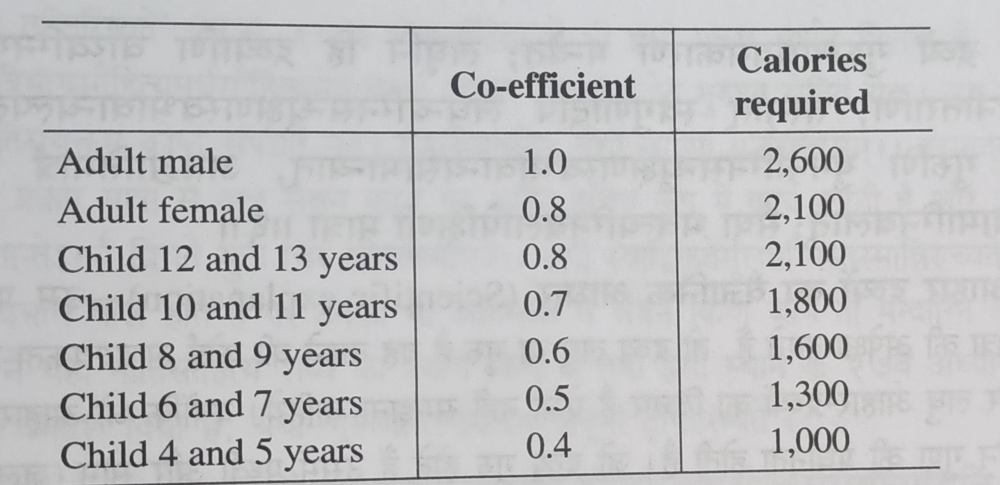 Co-efficient Calories
required
Adult male 1.0 2,600
Adult female 0.8 2,100
Child 12 and 13 years 0.8 2,100
Child 10 and 11 years 0.7 1,800
Child 8 and 9 years 0.6 1,600
Child 6 and 7 years 0.5 1,300
Child 4 and 5 years 0.4 1,000